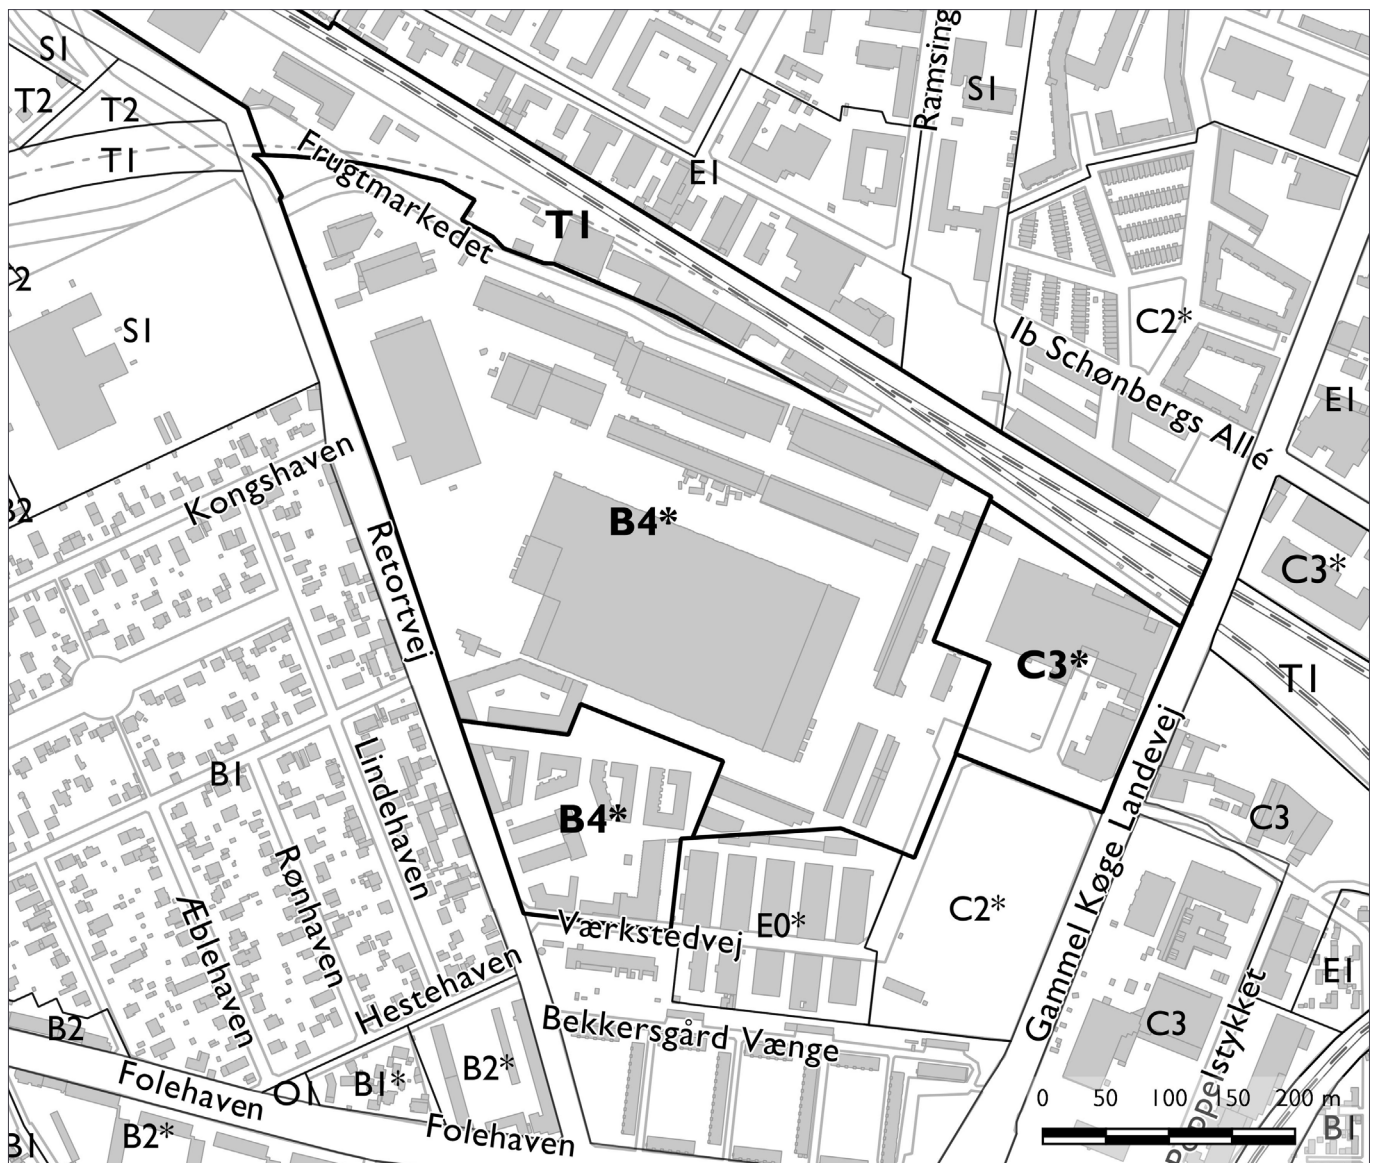 Ramsing
S1
S1
T2
T2
T1
Frugtmarkedet
E1
T1
2
S1
C2*
Ib Schønbergs Allé
E1
Kongshaven
B2
B4*
Retortvej
C3*
C3*
T1
B1
Lindehaven
B4*
C3
Gammel Køge Landevej
Rønhaven
Æblehaven
C2*
E0*
Værkstedvej
Hestehaven
E1
B2
Bekkersgård Vænge
C3
Poppelstykket
B2*
B1*
O1
Folehaven
Folehaven
B2*
B1
B1
0 50 100 150 200 m